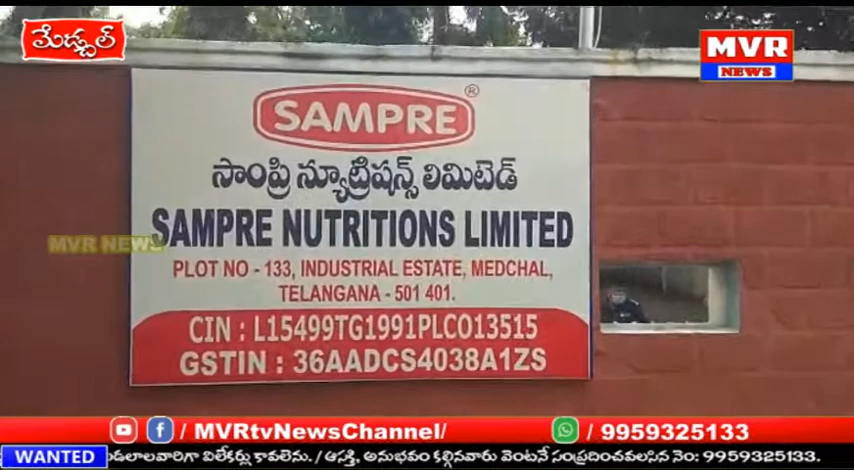 మేడ్చల్
MVR
NEWS
SAMPRE ®
సాంప్రి న్యూట్రిషన్స్ లిమిటెడ్
SAMPRE NUTRITIONS LIMITED
MVR NEWS
PLOT NO - 133, INDUSTRIAL ESTATE, MEDCHAL,
TELANGANA - 501 401.
CIN : L15499TG1991PLC013515
GSTIN : 36AADCS4038A1ZS
/ MVRtvNewsChannel/ / 9959325133
WANTED డలాలవారిగా విలేకర్లు కావలెను. / ఆసక్తి, అనుభవం కల్గినవారు వెంటనే సంప్రదించవలసిన నెం: 9959325133.